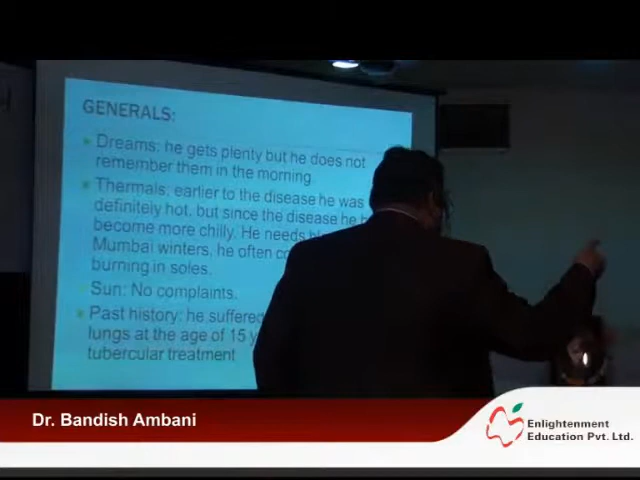 GENERALS:
Dreams: he gets plenty but he does not
remember them in the morning.
Thermals, earlier to the disease he was
definitely hot, but since the disease he
become more chilly. He needs
Mumbai winters, he often
burning in soles.
Sun: No complaints.
Past history: he suffered
lungs at the age of 15
tubercular treatment
Dr. Bandish Ambani
Enlightenment
Education Pvt. Ltd.